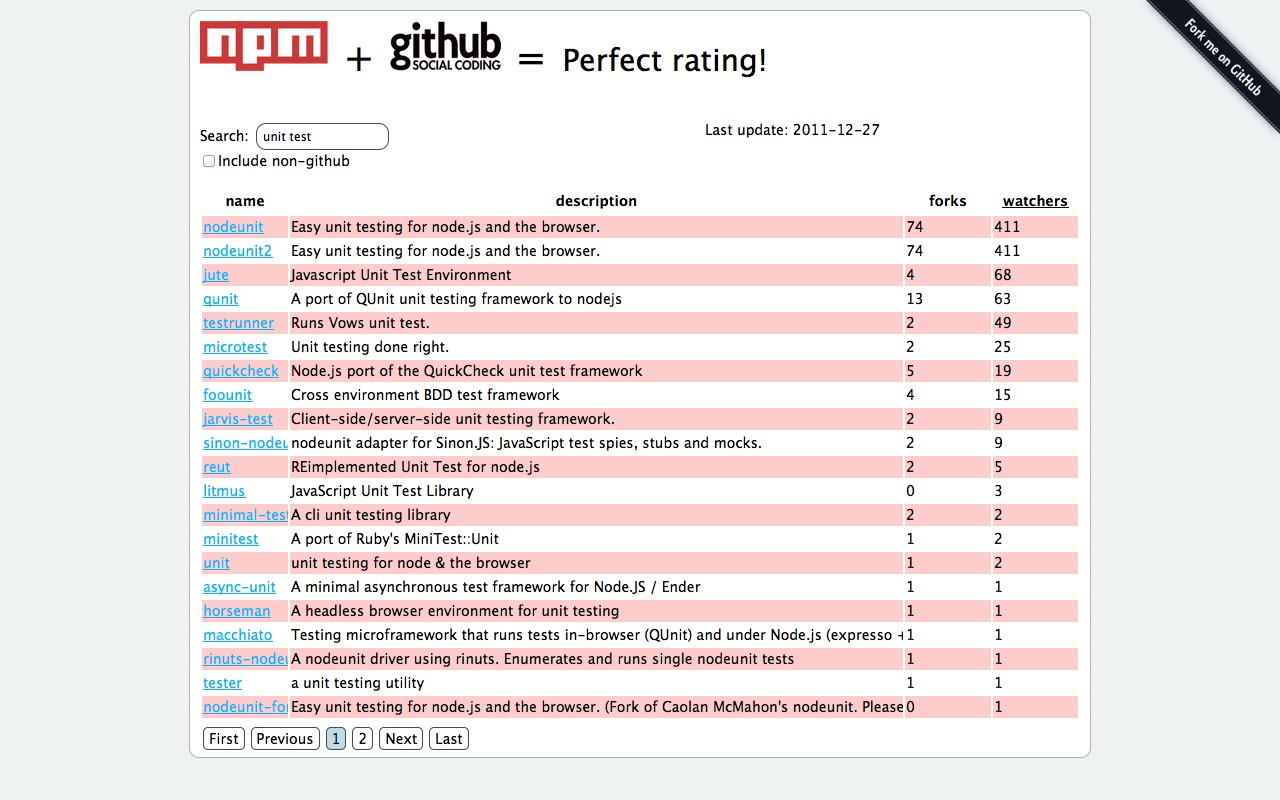 npm + github SOCIAL CODING = Perfect rating!
Fork me on GitHub
Search: unit test
Last update: 2011-12-27
Include non-github
name description forks watchers
nodeunit Easy unit testing for node.js and the browser. 74 411
nodeunit2 Easy unit testing for node.js and the browser. 74 411
jute Javascript Unit Test Environment 4 68
qunit A port of QUnit unit testing framework to nodejs 13 63
testrunner Runs Vows unit test. 2 49
microtest Unit testing done right. 2 25
quickcheck Node.js port of the QuickCheck unit test framework 5 19
foounit Cross environment BDD test framework 4 15
jarvis-test Client-side/server-side unit testing framework. 2 9
sinon-nodeu nodeunit adapter for Sinon.JS: JavaScript test spies, stubs and mocks. 2 9
reut REimplemented Unit Test for node.js 2 5
litmus JavaScript Unit Test Library 0 3
minimal-test A cli unit testing library 2 2
minitest A port of Ruby's MiniTest::Unit 1 2
unit unit testing for node & the browser 1 2
async-unit A minimal asynchronous test framework for Node.JS / Ender 1 1
horseman A headless browser environment for unit testing 1 1
macchiato Testing microframework that runs tests in-browser (QUnit) and under Node.js (expresso + 1 1
rinuts-nodeu A nodeunit driver using rinuts. Enumerates and runs single nodeunit tests 1 1
tester a unit testing utility 1 1
nodeunit-for Easy unit testing for node.js and the browser. (Fork of Caolan McMahon's nodeunit. Please 0 1
First Previous 1 2 Next Last